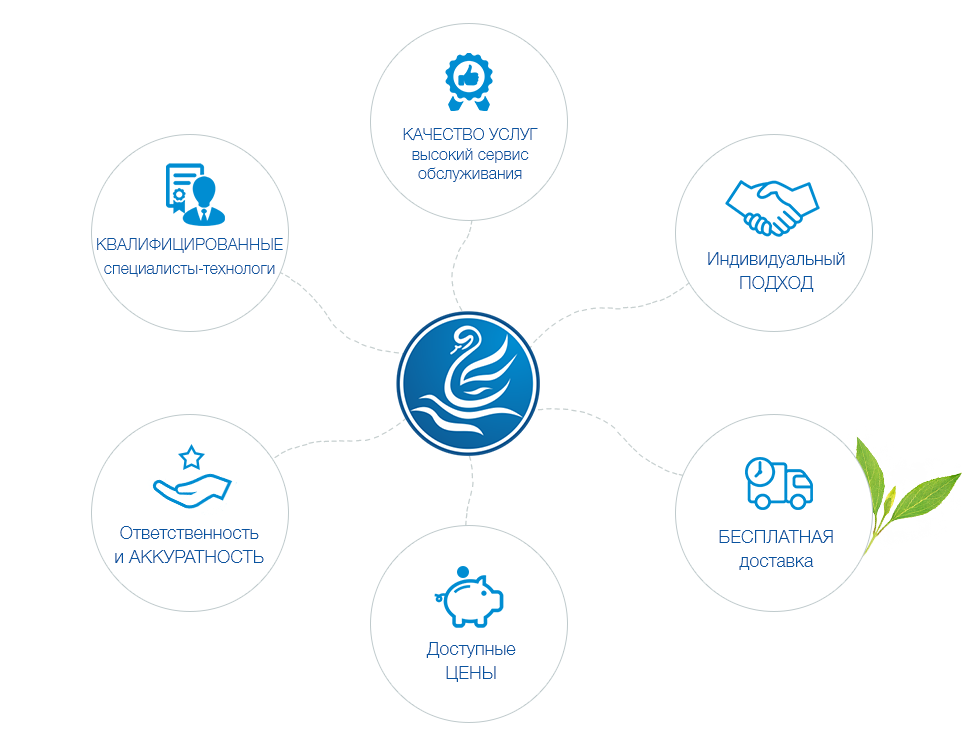 КАЧЕСТВО УСЛУГ
высокий сервис
обслуживания
КВАЛИФИЦИРОВАННЫЕ
специалисты-технологи
Индивидуальный
ПОДХОД
Ответственность
и АККУРАТНОСТЬ
БЕСПЛАТНАЯ
доставка
Доступные
ЦЕНЫ